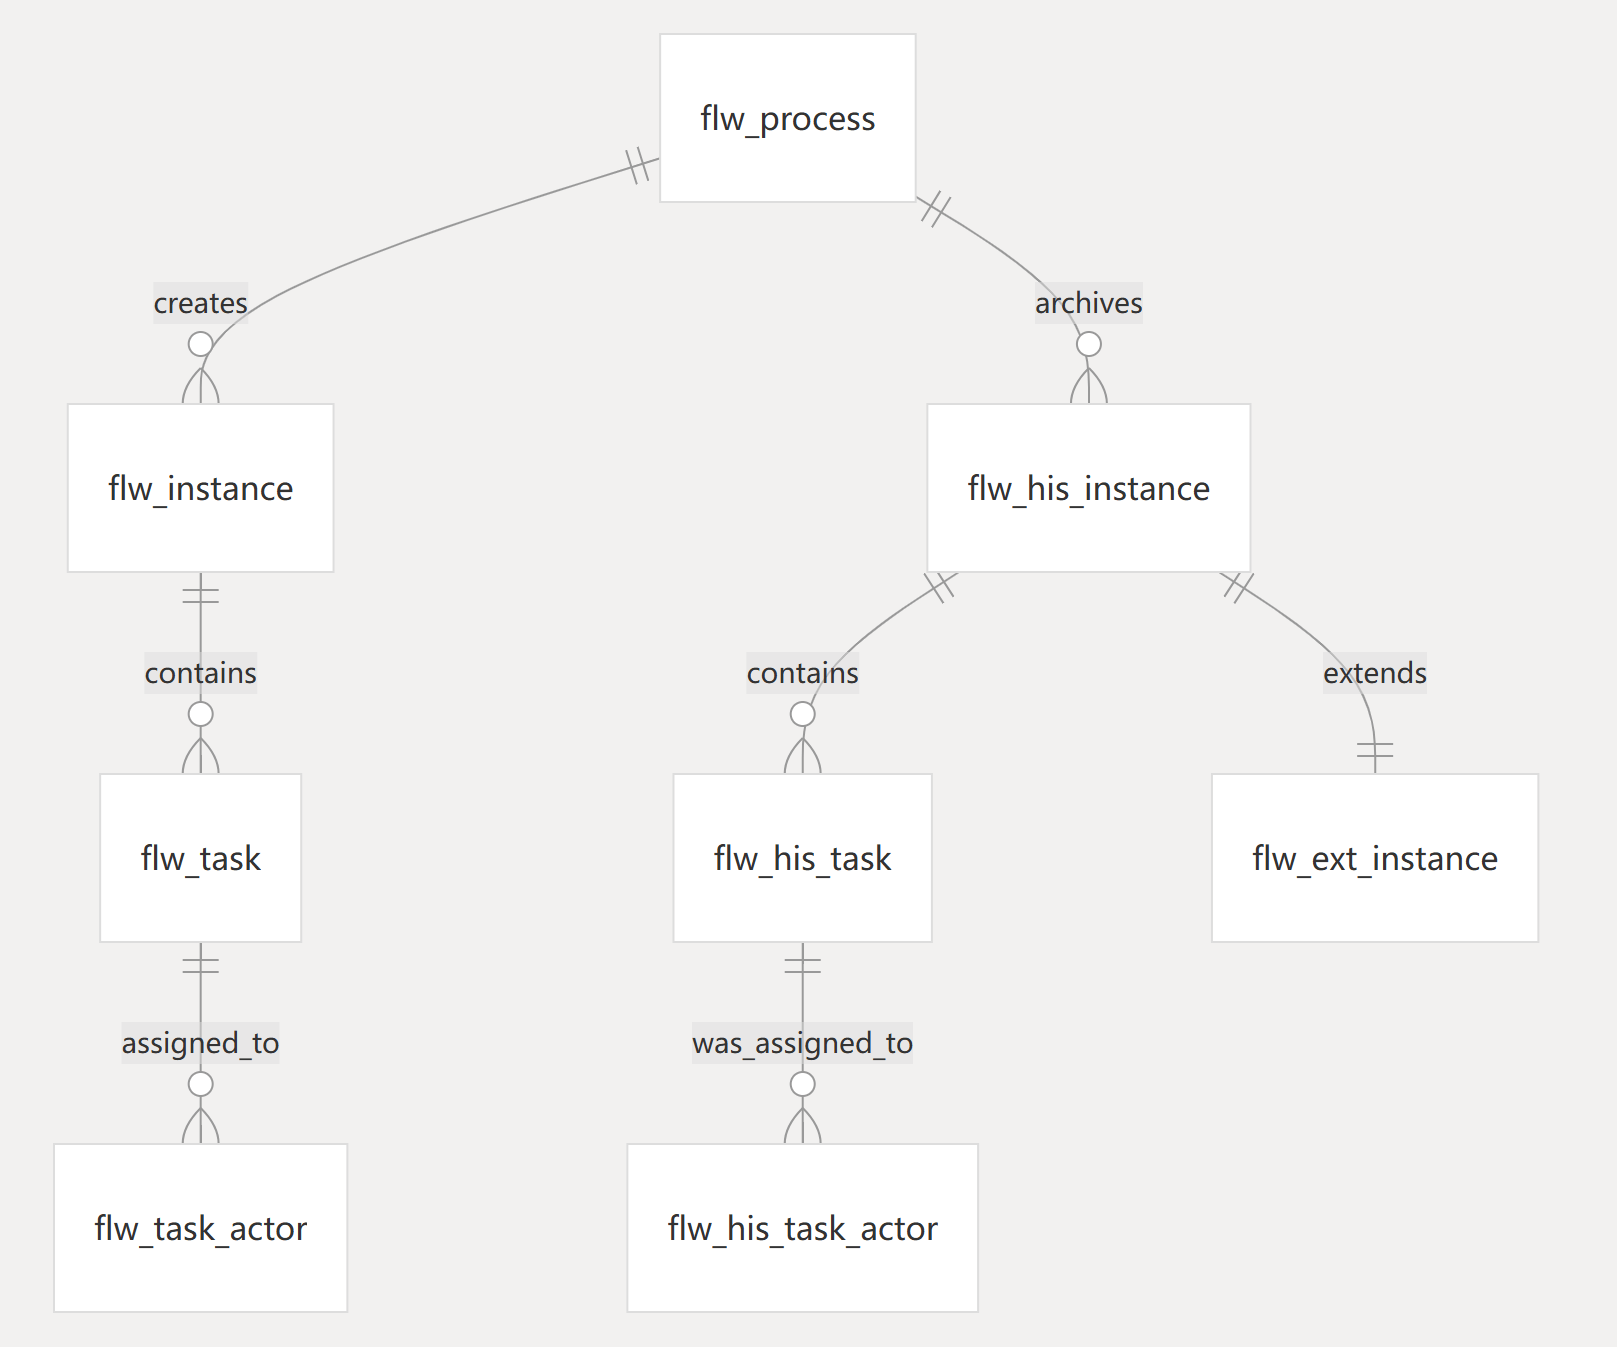 flw_process
creates
archives
flw_instance
flw_his_instance
contains
contains
extends
flw_task
flw_his_task
flw_ext_instance
assigned_to
was_assigned_to
flw_task_actor
flw_his_task_actor